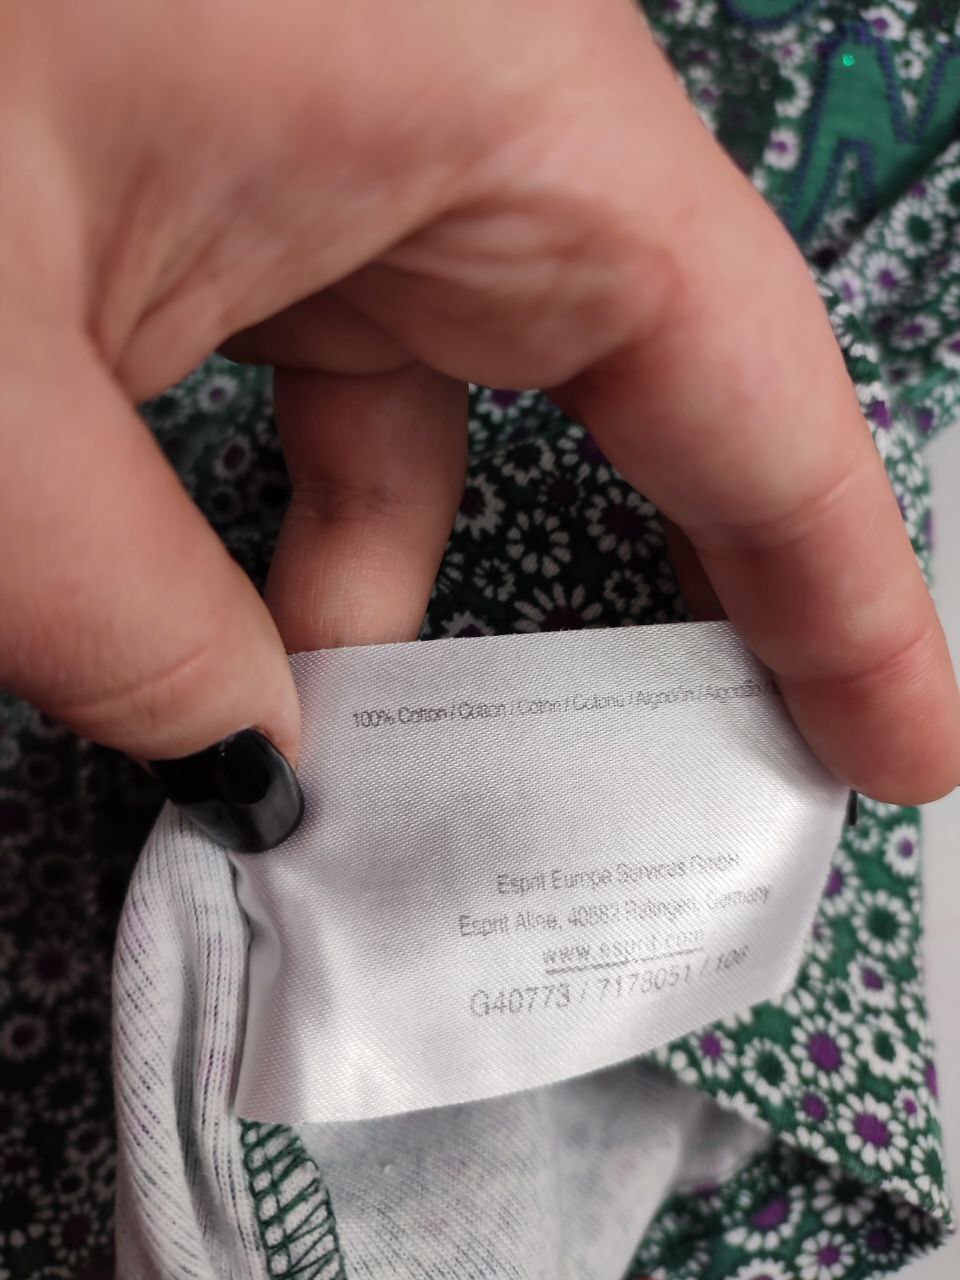 N
100% Cotton / Cotton / Coton / Cotone / Algodón / Algodão
Esprit Europe Services GmbH
Esprit Allee, 40882 Ratingen, Germany
www.esprit.com
G40773 / 7173051 / 106